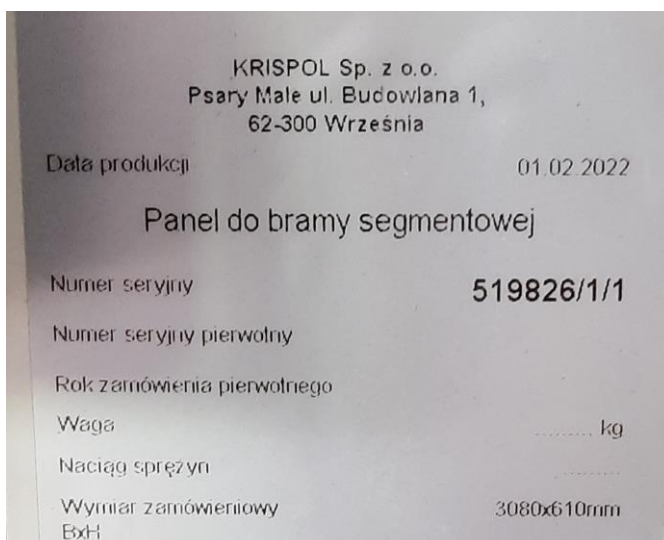 KRISPOL Sp. z o.o.
Psary Małe ul. Budowlana 1,
62-300 Września
Data produkcji 01.02.2022
Panel do bramy segmentowej
Numer seryjny 519826/1/1
Numer seryjny pierwotny
Rok zamówienia pierwotnego
Waga ......... kg
Naciąg sprężyn .........
Wymiar zamówieniowy 3080x610mm
BxH